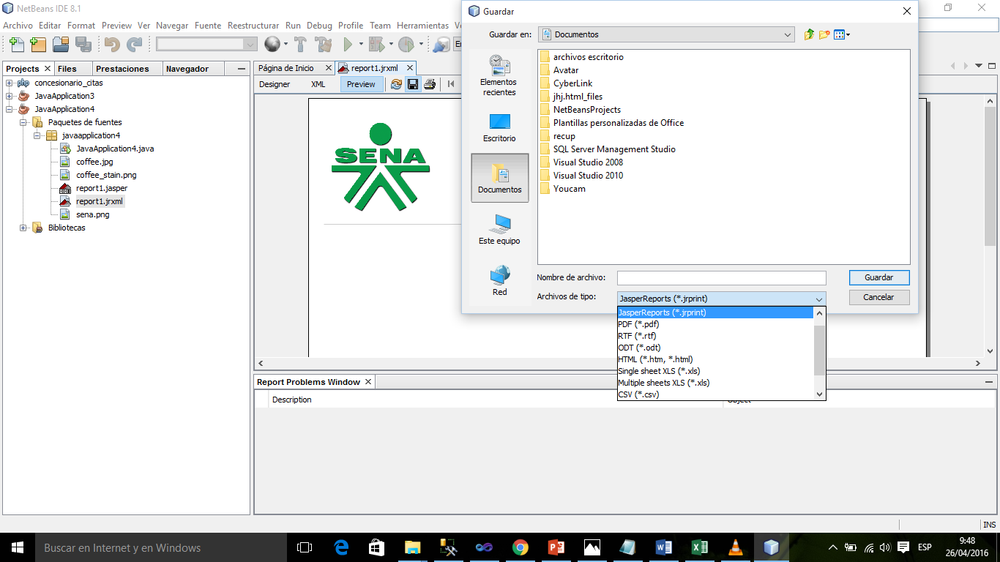 NetBeans IDE 8.1
Archivo Editar Format Preview Ver Navegar Fuente Reestructurar Run Debug Profile Team Herramientas
Projects Files Prestaciones Navegador
concesionario_citas
JavaApplication3
JavaApplication4
Paquetes de fuentes
javaapplication4
JavaApplication4.java
coffee.jpg
coffee_stain.png
report1.jasper
report1.jrxml
sena.png
Bibliotecas
Página de Inicio report1.jrxml
Designer XML Preview
SENA
Guardar
Guardar en: Documentos
Elementos
recientes
Escritorio
Documentos
Este equipo
Red
archivos escritorio
Avatar
CyberLink
jhj.html_files
NetBeansProjects
Plantillas personalizadas de Office
recup
SQL Server Management Studio
Visual Studio 2008
Visual Studio 2010
Youcam
Nombre de archivo: Guardar
Archivos de tipo: JasperReports (*.jrprint) Cancelar
JasperReports (*.jrprint)
PDF (*.pdf)
RTF (*.rtf)
ODT (*.odt)
HTML (*.htm, *.html)
Single sheet XLS (*.xls)
Multiple sheets XLS (*.xls)
CSV (*.csv)
Report Problems Window
Description Object
INS
Buscar en Internet y en Windows
ESP
9:48
26/04/2016